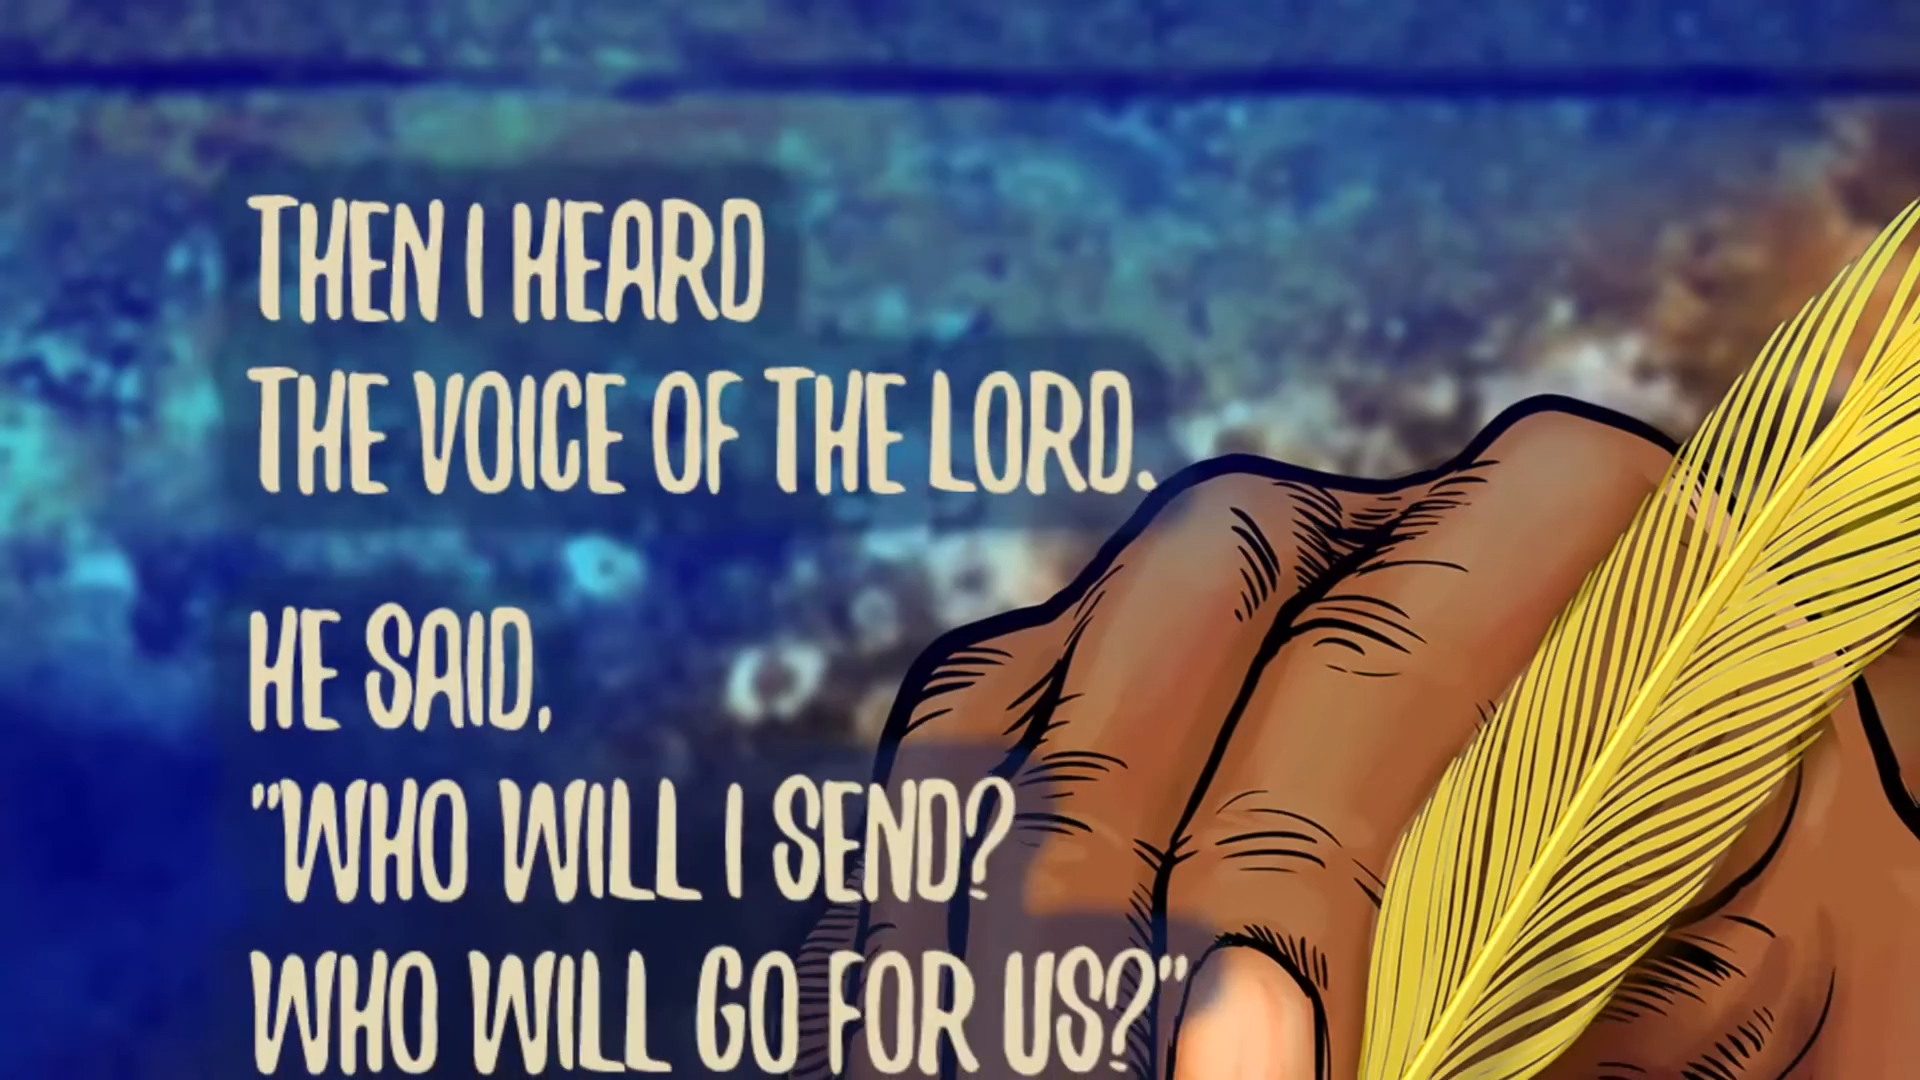 THEN I HEARD
THE VOICE OF THE LORD.
HE SAID,
"WHO WILL I SEND?
WHO WILL GO FOR US?"